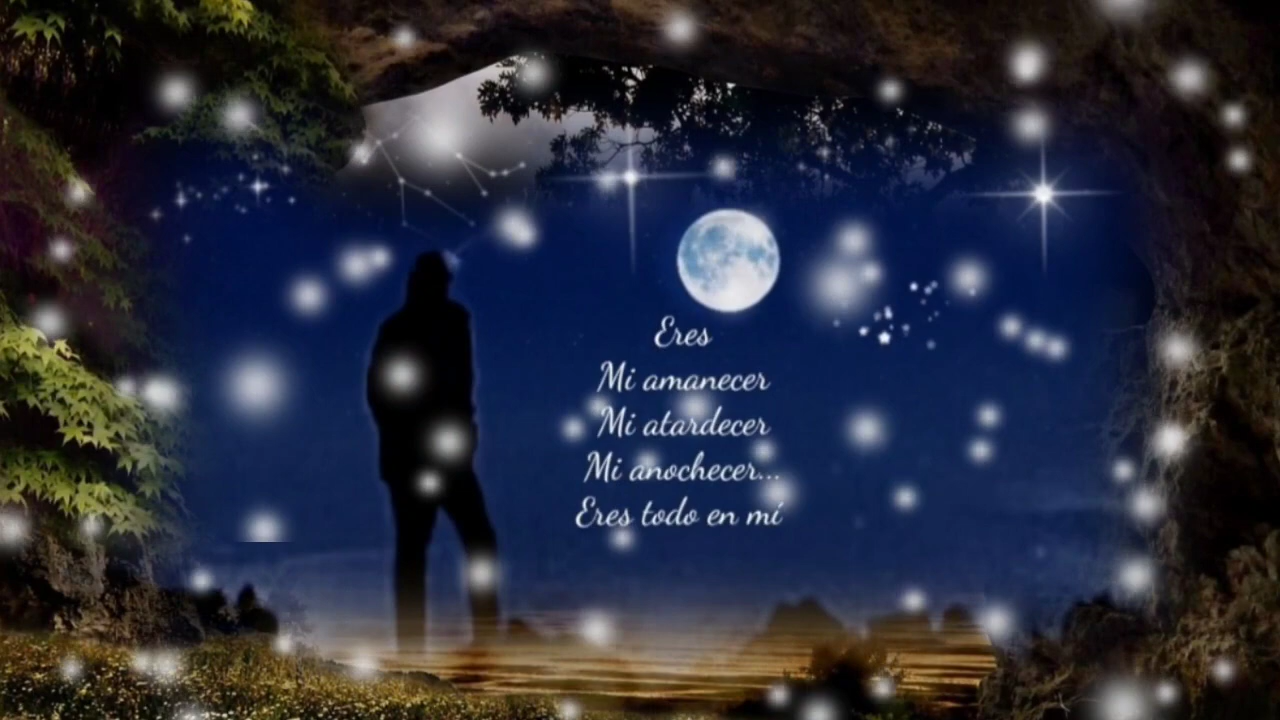 Eres
Mi amanecer
Mi atardecer
Mi anochecer...
Eres todo en mí